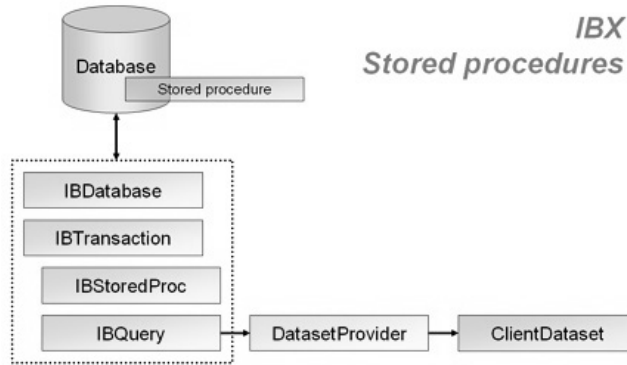 IBX
Stored procedures
Database
Stored procedure
IBDatabase
IBTransaction
IBStoredProc
IBQuery
DatasetProvider
ClientDataset